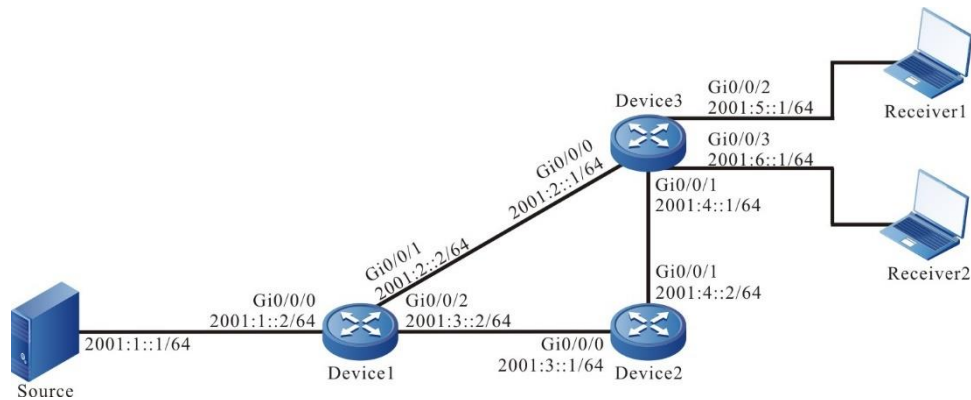 Gi0/0/2
2001:5::1/64
Receiver1
Device3
Gi0/0/3
2001:6::1/64
Gi0/0/0
2001:2::1/64
Gi0/0/1
2001:4::1/64
Receiver2
Gi0/0/1
2001:2::2/64
Gi0/0/1
2001:4::2/64
Gi0/0/0
2001:1::2/64
Gi0/0/2
2001:3::2/64
2001:1::1/64
Gi0/0/0
2001:3::1/64
Source
Device1
Device2